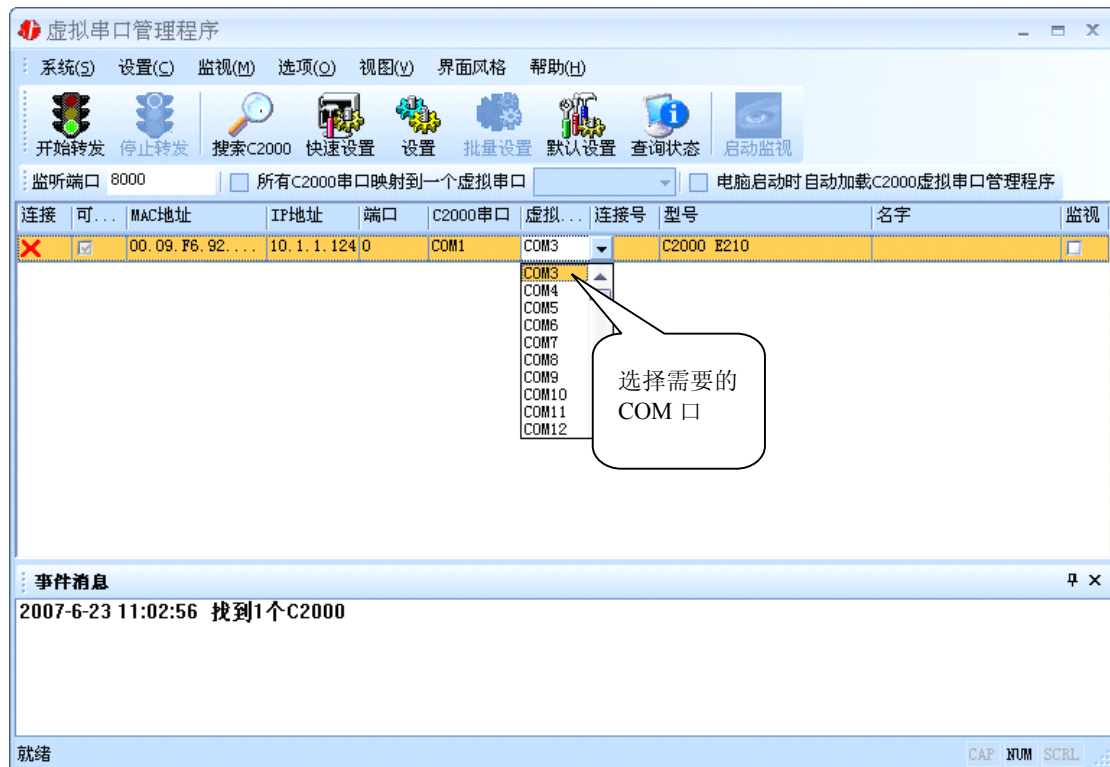 虚拟串口管理程序
系统(S) 设置(C) 监视(M) 选项(O) 视图(V) 界面风格 帮助(H)
开始转发 停止转发 搜索C2000 快速设置 设置 批量设置 默认设置 查询状态 启动监视
监听端口 8000 所有C2000串口映射到一个虚拟串口 电脑启动时自动加载C2000虚拟串口管理程序
连接 可... MAC地址 IP地址 端口 C2000串口 虚拟... 连接号 型号 名字 监视
00.09.F6.92.... 10.1.1.124 0 COM1 COM3 C2000 E210
COM3
COM4
COM5
COM6
COM7
COM8
COM9
COM10
COM11
COM12
选择需要的
COM 口
事件消息
2007-6-23 11:02:56 找到1个C2000
就绪 CAP NUM SCRL